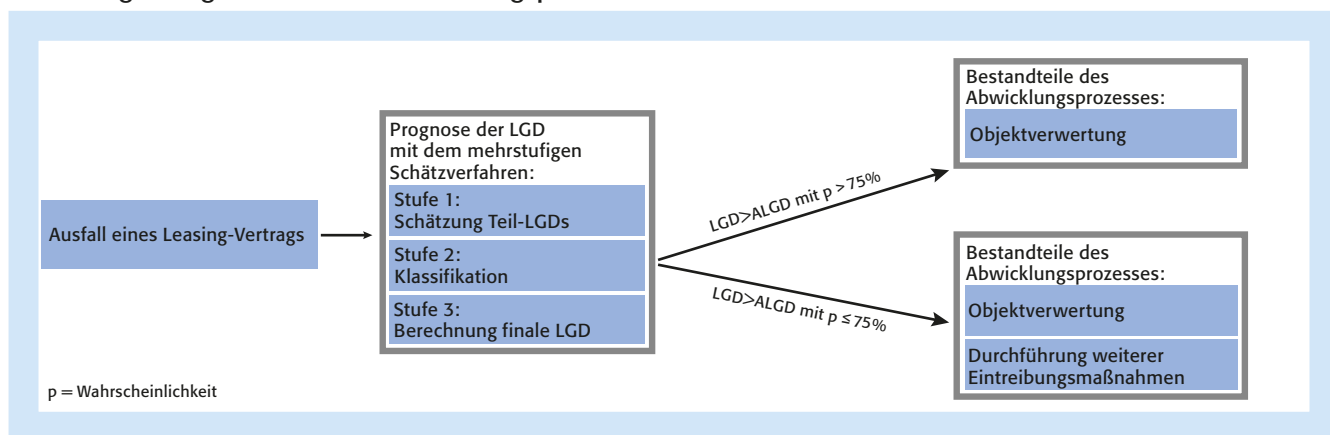 Ausfall eines Leasing-Vertrags
Prognose der LGD
mit dem mehrstufigen
Schätzverfahren:
Stufe 1:
Schätzung Teil-LGDs
Stufe 2:
Klassifikation
Stufe 3:
Berechnung finale LGD
LGD>ALGD mit p >75%
LGD>ALGD mit p ≤75%
Bestandteile des
Abwicklungsprozesses:
Objektverwertung
Bestandteile des
Abwicklungsprozesses:
Objektverwertung
Durchführung weiterer
Eintreibungsmaßnahmen
p = Wahrscheinlichkeit